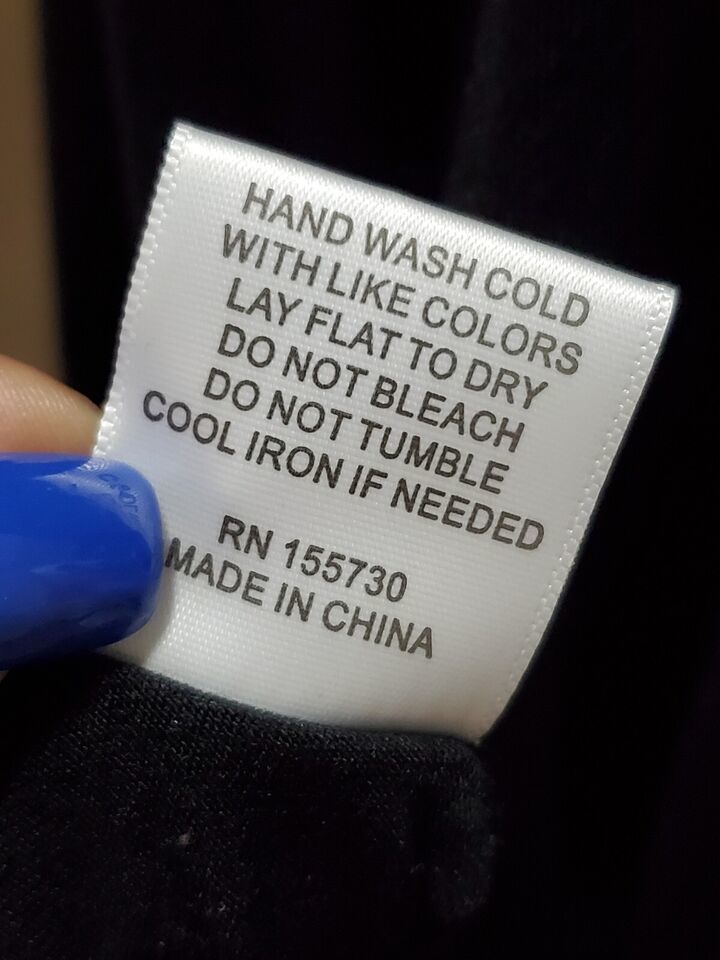 HAND WASH COLD
WITH LIKE COLORS
LAY FLAT TO DRY
DO NOT BLEACH
DO NOT TUMBLE
COOL IRON IF NEEDED
RN 155730
MADE IN CHINA